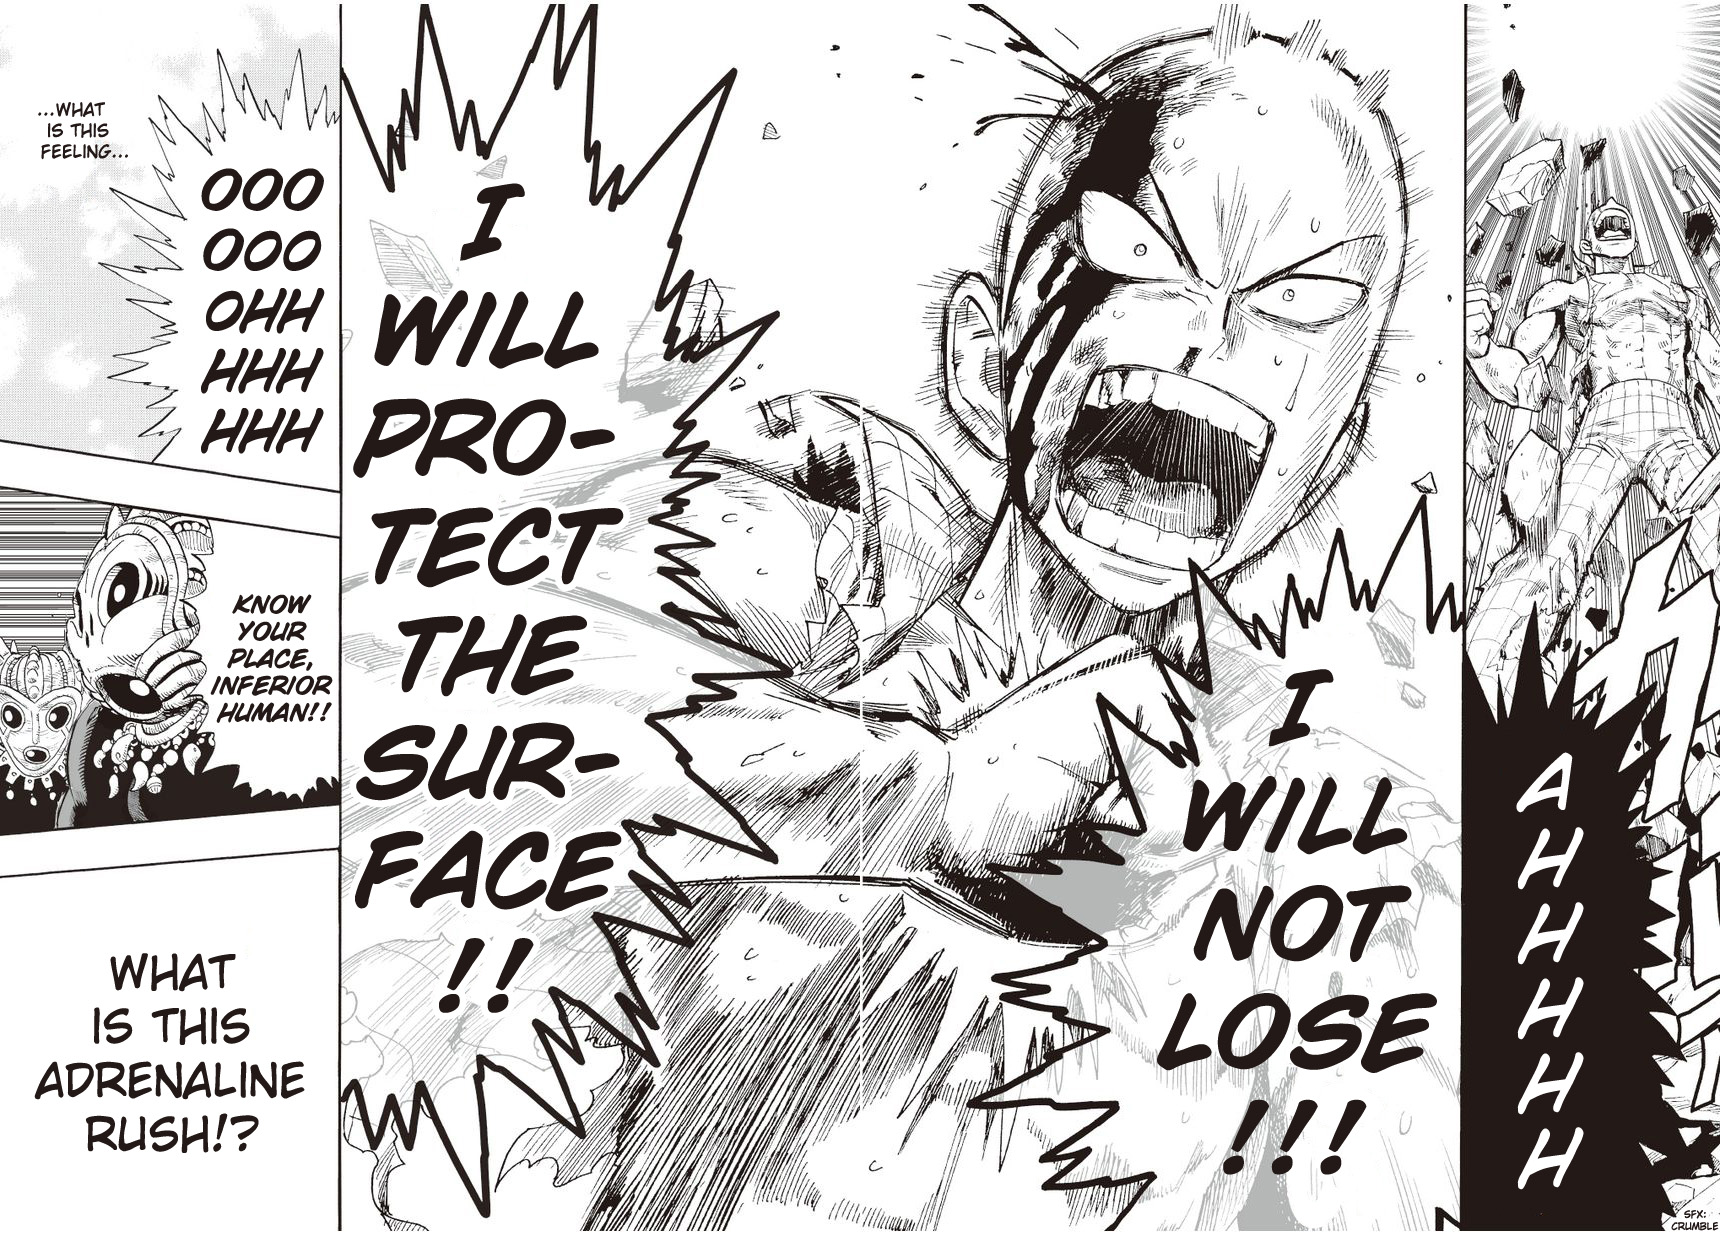 AHHHHHH
SFX:
CRUMBLE
I
WILL
NOT
LOSE
!!!
I
WILL
PRO-
TECT
THE
SUR-
FACE
!!
OOO
OOO
OHH
HHH
HHH
...WHAT
IS THIS
FEELING...
KNOW
YOUR
PLACE,
INFERIOR
HUMAN!!
WHAT
IS THIS
ADRENALINE
RUSH!?